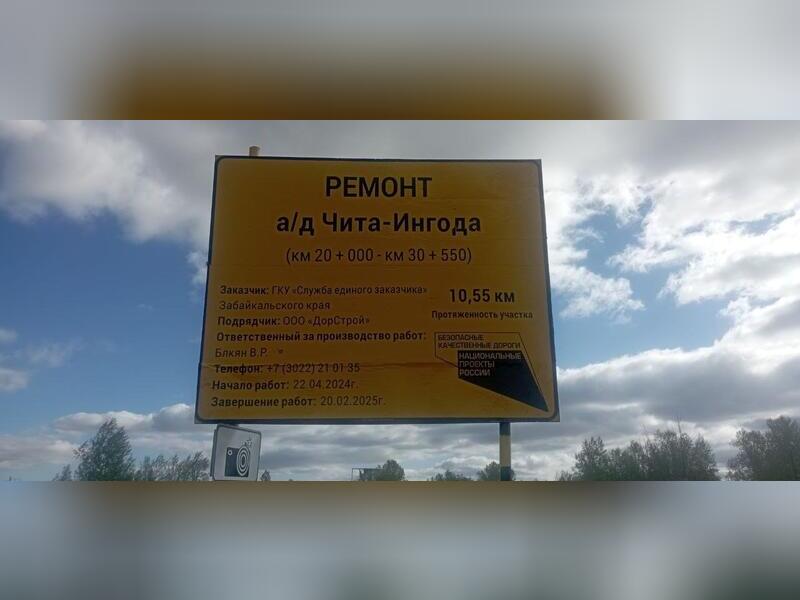 РЕМОНТ
а/д Чита-Ингода
(км 20 + 000 - км 30 + 550)
Заказчик: ГКУ «Служба единого заказчика»
Забайкальского края
Подрядчик: ООО «ДорСтрой»
Ответственный за производство работ:
Блкян В.Р.
Телефон: +7 (3022) 21 01 35
Начало работ: 22.04.2024г.
Завершение работ: 20.02.2025г.
10,55 км
Протяженность участка
БЕЗОПАСНЫЕ
КАЧЕСТВЕННЫЕ ДОРОГИ
НАЦИОНАЛЬНЫЕ
ПРОЕКТЫ
РОССИИ